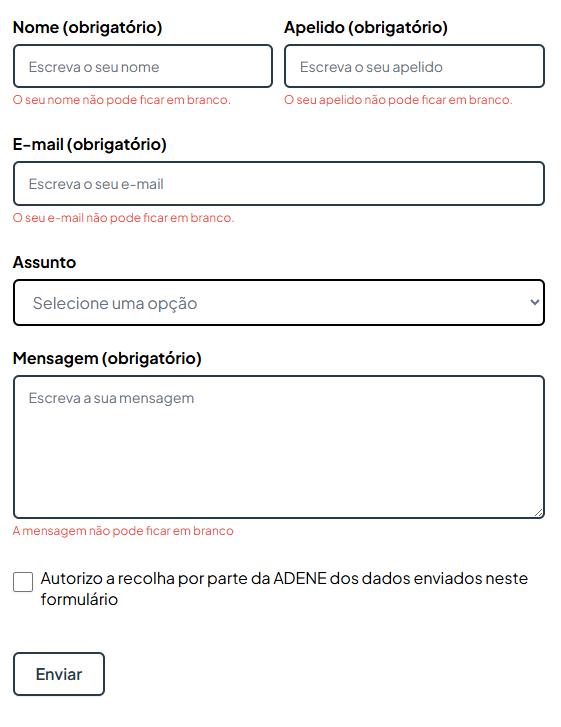 Nome (obrigatório) Apelido (obrigatório)
Escreva o seu nome Escreva o seu apelido
O seu nome não pode ficar em branco. O seu apelido não pode ficar em branco.
E-mail (obrigatório)
Escreva o seu e-mail
O seu e-mail não pode ficar em branco.
Assunto
Selecione uma opção
Mensagem (obrigatório)
Escreva a sua mensagem
A mensagem não pode ficar em branco
Autorizo a recolha por parte da ADENE dos dados enviados neste
formulário
Enviar